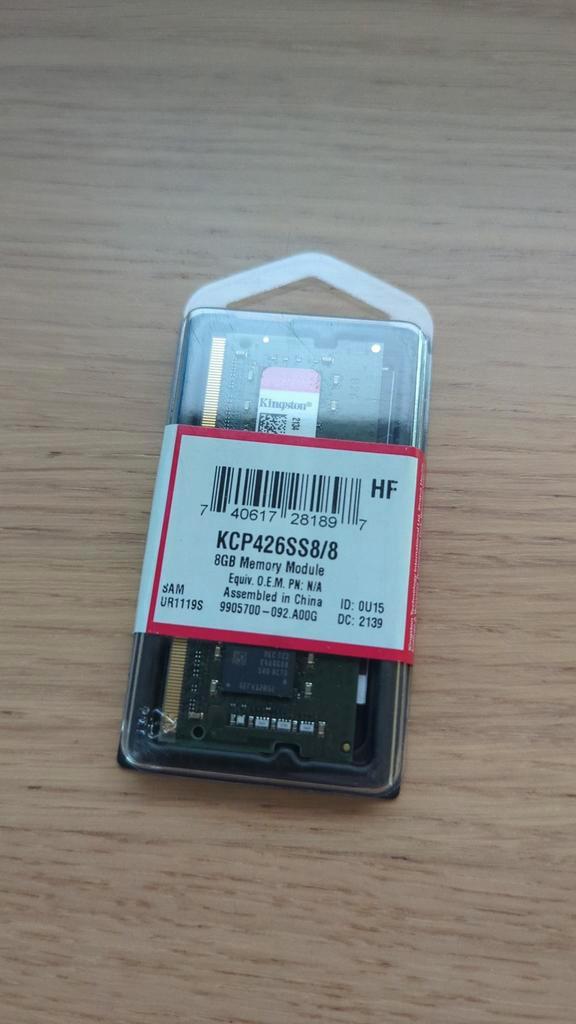 Kingston®
2134
HF
7 40617 28189 7
KCP426SS8/8
8GB Memory Module
Equiv. O.E.M. PN: N/A
SAM Assembled in China ID: 0U15
UR1119S 9905700-092.A00G DC: 2139